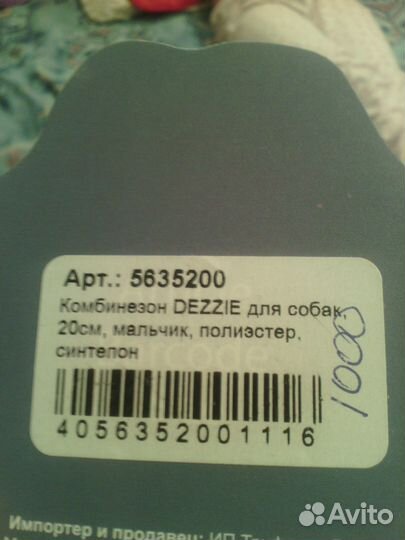 Арт.: 5635200
Комбинезон DEZZIE для собак,
20см, мальчик, полиэстер,
синтепон
4056352001116
1000
Импортер и продавец: ИП
Avito